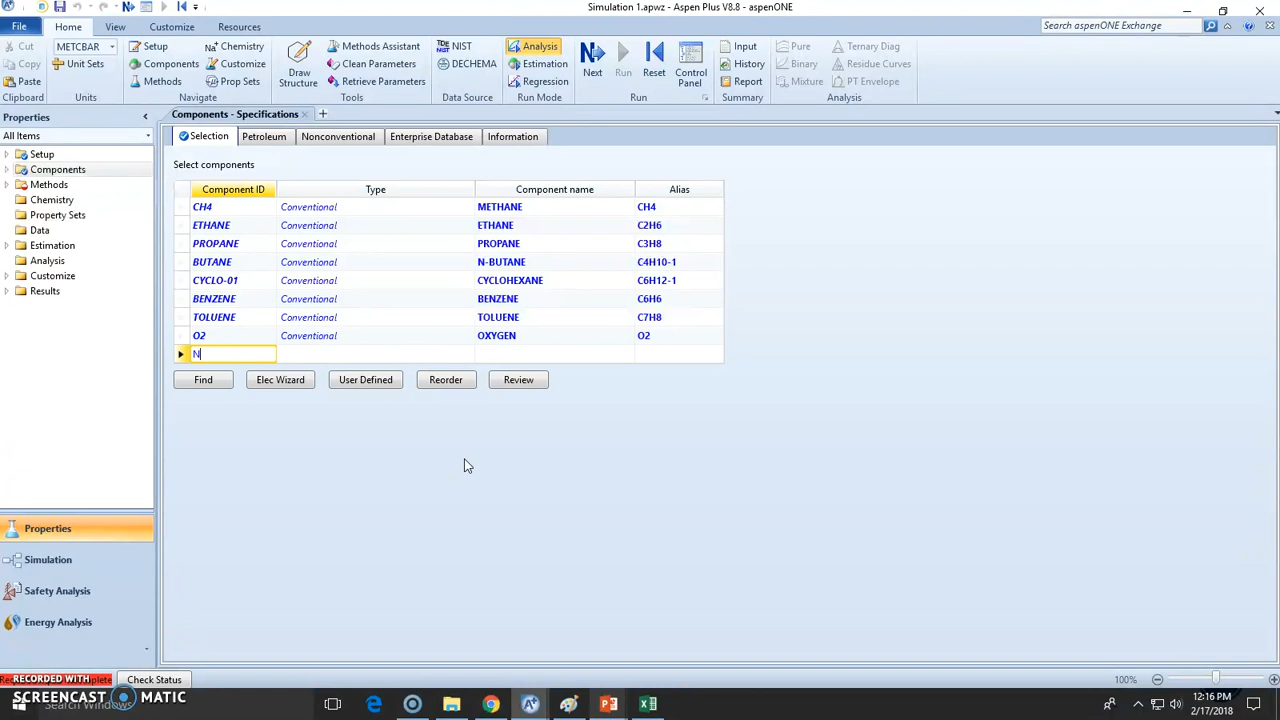 Simulation 1.apwz - Aspen Plus V8.8 - aspenONE
File Home View Customize Resources Search aspenONE Exchange
Cut METCBAR Setup Chemistry Methods Assistant NIST Analysis Input Pure Ternary Diag
Copy Unit Sets Components Customize Clean Parameters DECHEMA Estimation History Binary Residue Curves
Paste Methods Prop Sets Draw Structure Retrieve Parameters Regression Next Run Reset Control Panel Report Mixture PT Envelope
Clipboard Units Navigate Tools Data Source Run Mode Run Summary Analysis
Properties
All Items
Setup
Components
Methods
Chemistry
Property Sets
Data
Estimation
Analysis
Customize
Results
Properties
Simulation
Safety Analysis
Energy Analysis
Components - Specifications
Selection Petroleum Nonconventional Enterprise Database Information
Select components
Component ID Type Component name Alias
CH4 Conventional METHANE CH4
ETHANE Conventional ETHANE C2H6
PROPANE Conventional PROPANE C3H8
BUTANE Conventional N-BUTANE C4H10-1
CYCLO-01 Conventional CYCLOHEXANE C6H12-1
BENZENE Conventional BENZENE C6H6
TOLUENE Conventional TOLUENE C7H8
O2 Conventional OXYGEN O2
N
Find Elec Wizard User Defined Reorder Review
RECORDED WITH Check Status 100%
SCREENCAST MATIC
Search Windows
12:16 PM
2/17/2018